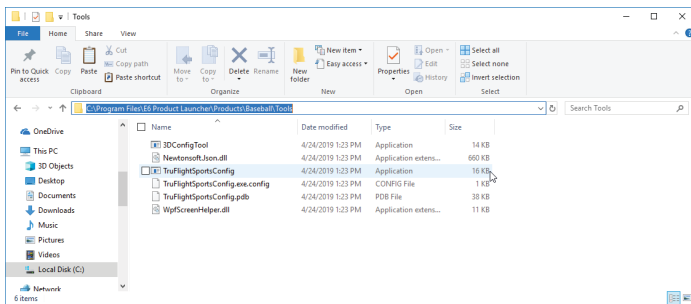 Tools
File Home Share View
Pin to Quick access
Copy
Paste
Cut
Copy path
Paste shortcut
Clipboard
Move to
Copy to
Delete
Rename
Organize
New folder
New item
Easy access
New
Properties
Open
Edit
History
Open
Select all
Select none
Invert selection
Select
C:\Program Files\E6 Product Launcher\Products\Baseball\Tools
Search Tools
OneDrive
This PC
3D Objects
Desktop
Documents
Downloads
Music
Pictures
Videos
Local Disk (C:)
Network
Name Date modified Type Size
3DConfigTool 4/24/2019 1:23 PM Application 14 KB
Newtonsoft.Json.dll 4/24/2019 1:23 PM Application extens... 660 KB
TruFlightSportsConfig 4/24/2019 1:23 PM Application 16 KB
TruFlightSportsConfig.exe.config 4/24/2019 1:23 PM CONFIG File 1 KB
TruFlightSportsConfig.pdb 4/24/2019 1:23 PM PDB File 38 KB
WpfScreenHelper.dll 4/24/2019 1:23 PM Application extens... 11 KB
6 items